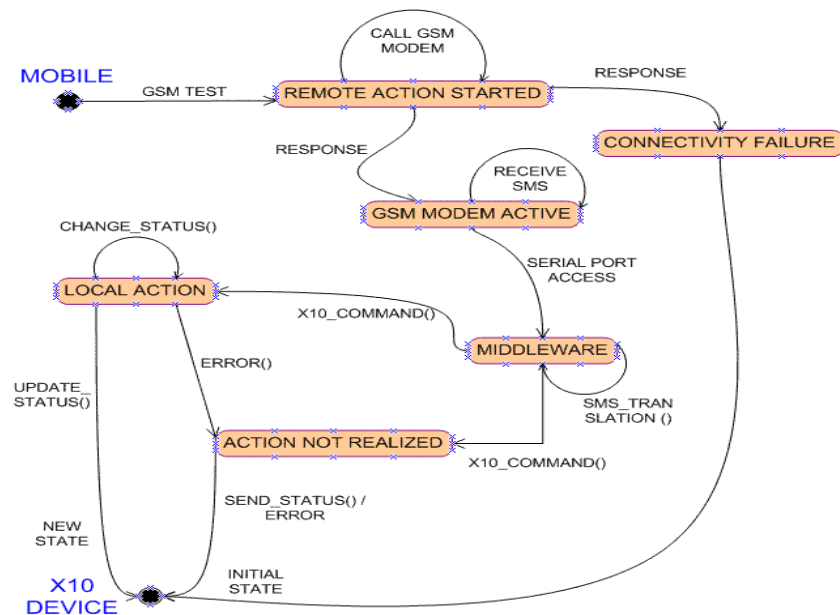 CALL GSM
MODEM
MOBILE
GSM TEST
REMOTE ACTION STARTED
RESPONSE
CONNECTIVITY FAILURE
RESPONSE
RECEIVE
SMS
GSM MODEM ACTIVE
CHANGE_STATUS()
SERIAL PORT
ACCESS
LOCAL ACTION
X10_COMMAND()
MIDDLEWARE
ERROR()
UPDATE_
STATUS()
SMS_TRAN
SLATION ()
ACTION NOT REALIZED
X10_COMMAND()
SEND_STATUS() /
ERROR
NEW
STATE
INITIAL
STATE
X10
DEVICE